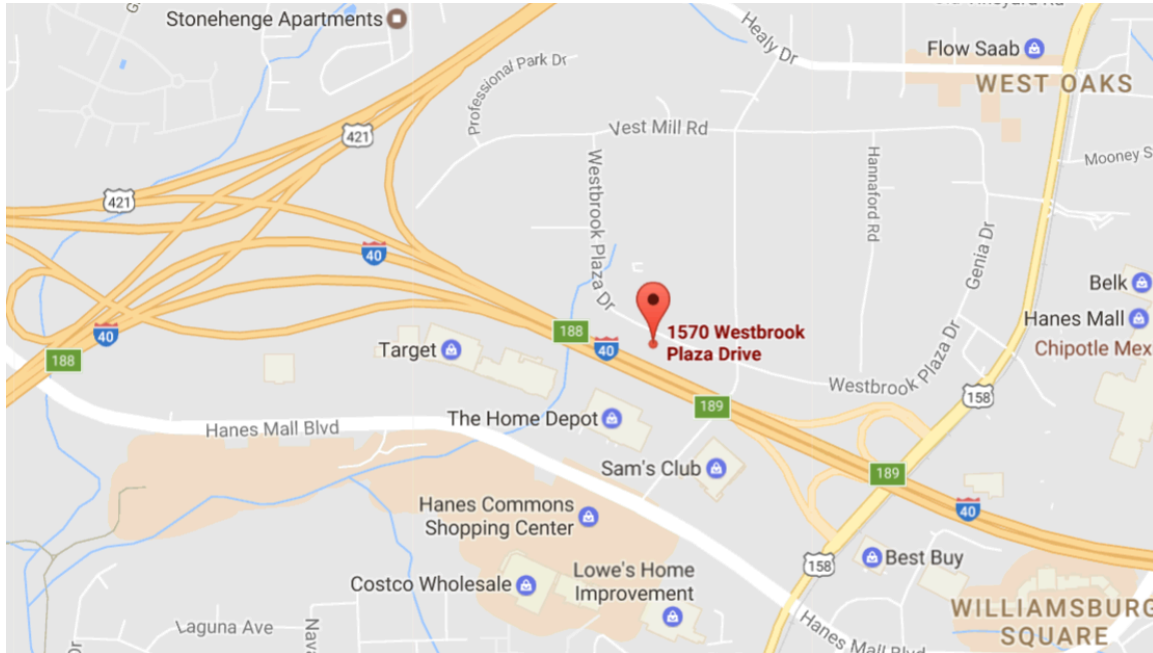 Stonehenge Apartments
Healy Dr
Flow Saab
WEST OAKS
Professional Park Dr
421
Vest Mill Rd
Mooney S
421
Westbrook Plaza Dr
Hannaford Rd
Genia Dr
40
Belk
Hanes Mall
Chipotle Mex
40
188
188
40
1570 Westbrook
Plaza Drive
Target
Westbrook Plaza Dr
158
189
The Home Depot
Hanes Mall Blvd
Sam's Club
189
40
Hanes Commons
Shopping Center
Best Buy
158
Costco Wholesale
Lowe's Home
Improvement
WILLIAMSBURG
SQUARE
Laguna Ave
Hanes Mall Blvd
Nava
Dr